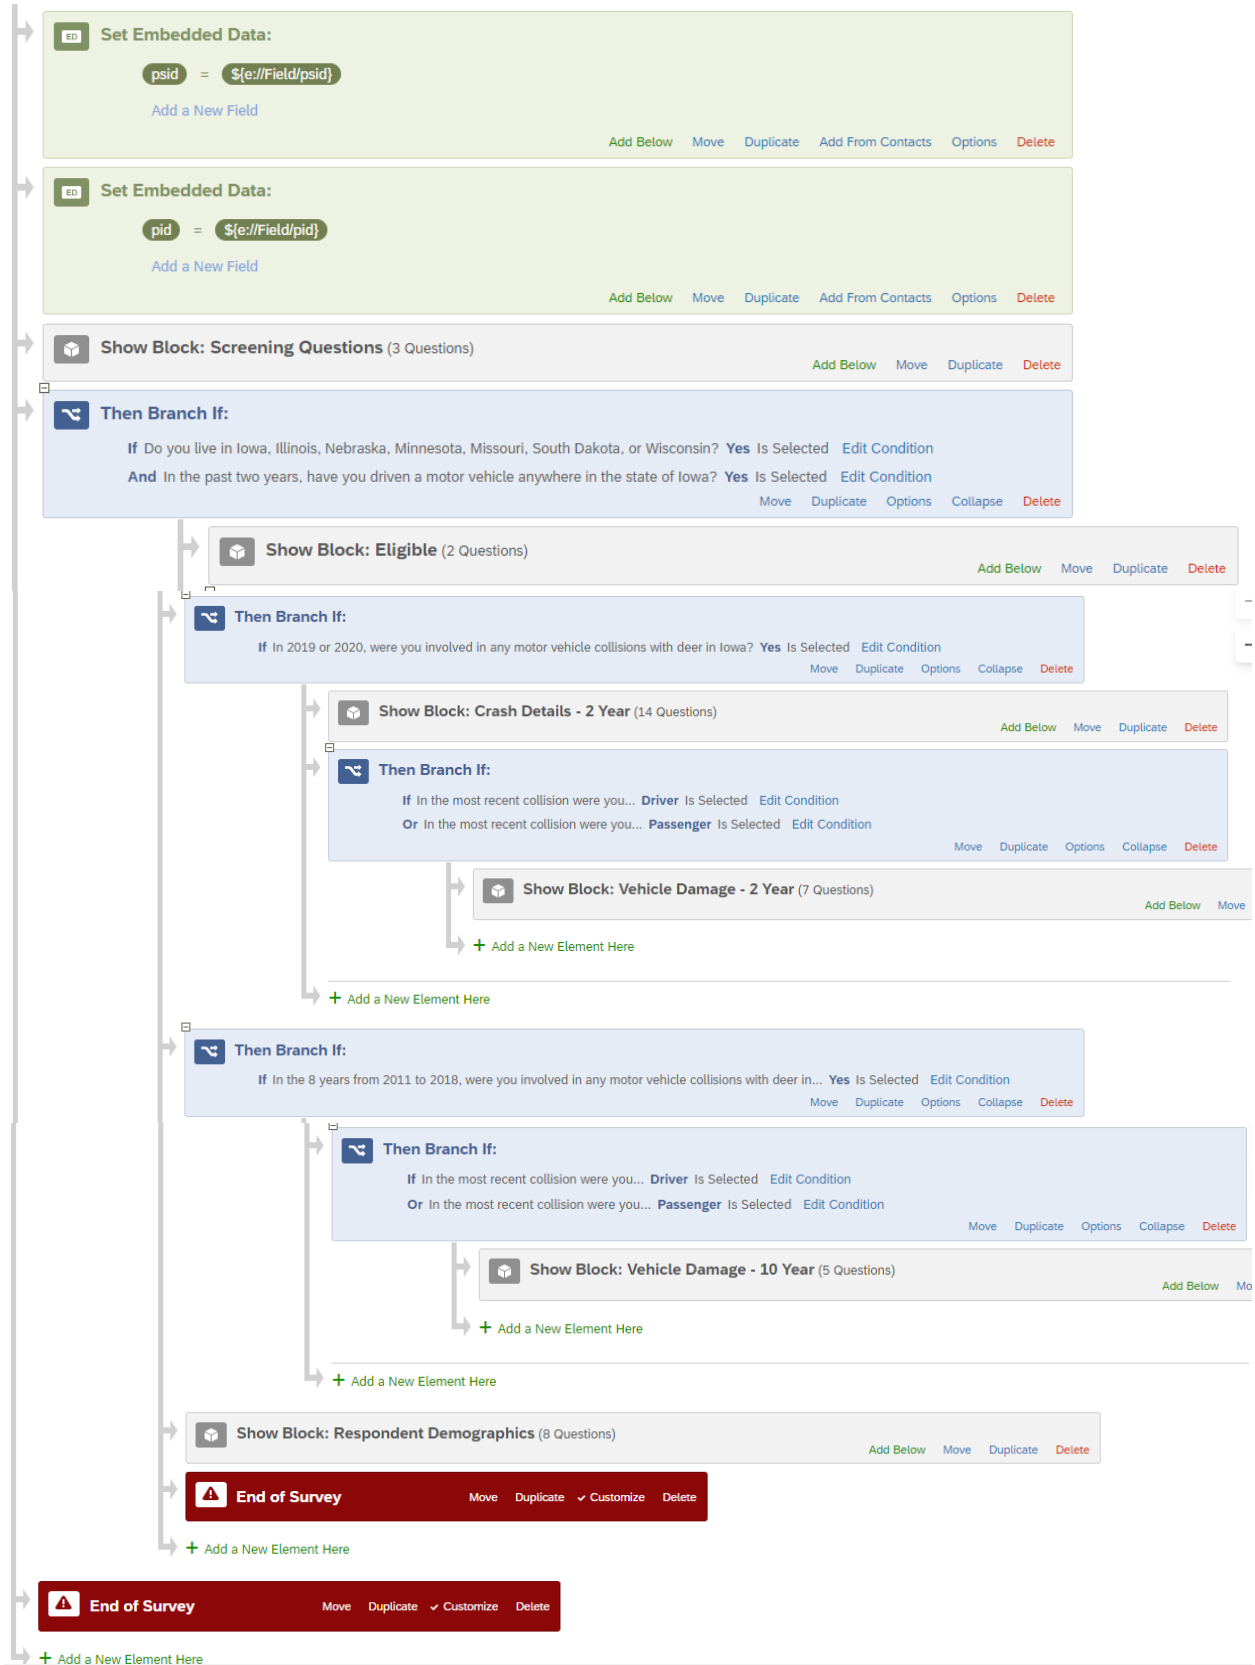 ED Set Embedded Data:
psid = ${e://Field/psid}
Add a New Field
Add Below Move Duplicate Add From Contacts Options Delete
ED Set Embedded Data:
pid = ${e://Field/pid}
Add a New Field
Add Below Move Duplicate Add From Contacts Options Delete
Show Block: Screening Questions (3 Questions)
Add Below Move Duplicate Delete
Then Branch If:
If Do you live in Iowa, Illinois, Nebraska, Minnesota, Missouri, South Dakota, or Wisconsin? Yes Is Selected Edit Condition
And In the past two years, have you driven a motor vehicle anywhere in the state of Iowa? Yes Is Selected Edit Condition
Move Duplicate Options Collapse Delete
Show Block: Eligible (2 Questions)
Add Below Move Duplicate Delete
Then Branch If:
If In 2019 or 2020, were you involved in any motor vehicle collisions with deer in Iowa? Yes Is Selected Edit Condition
Move Duplicate Options Collapse Delete
Show Block: Crash Details - 2 Year (14 Questions)
Add Below Move Duplicate Delete
Then Branch If:
If In the most recent collision were you... Driver Is Selected Edit Condition
Or In the most recent collision were you... Passenger Is Selected Edit Condition
Move Duplicate Options Collapse Delete
Show Block: Vehicle Damage - 2 Year (7 Questions)
Add Below Move
+ Add a New Element Here
+ Add a New Element Here
Then Branch If:
If In the 8 years from 2011 to 2018, were you involved in any motor vehicle collisions with deer in... Yes Is Selected Edit Condition
Move Duplicate Options Collapse Delete
Then Branch If:
If In the most recent collision were you... Driver Is Selected Edit Condition
Or In the most recent collision were you... Passenger Is Selected Edit Condition
Move Duplicate Options Collapse Delete
Show Block: Vehicle Damage - 10 Year (5 Questions)
Add Below Mo
+ Add a New Element Here
+ Add a New Element Here
Show Block: Respondent Demographics (8 Questions)
Add Below Move Duplicate Delete
End of Survey Move Duplicate ✓ Customize Delete
+ Add a New Element Here
End of Survey Move Duplicate ✓ Customize Delete
+ Add a New Element Here